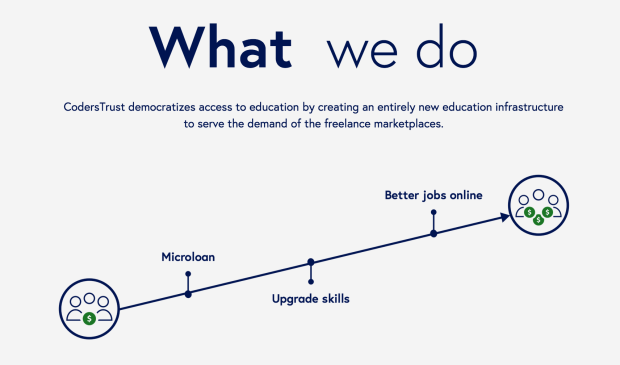 What we do
CodersTrust democratizes access to education by creating an entirely new education infrastructure
to serve the demand of the freelance marketplaces.
Better jobs online
$ $
$
Microloan
Upgrade skills
$